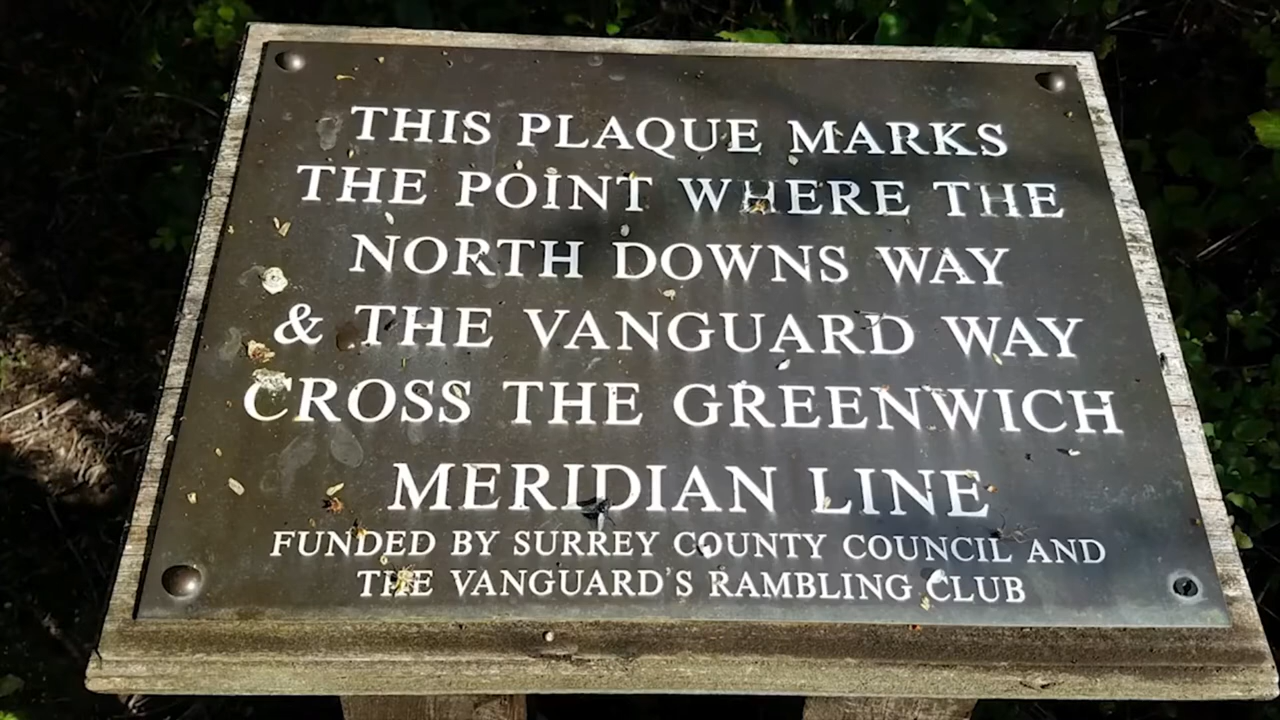 THIS PLAQUE MARKS
THE POINT WHERE THE
NORTH DOWNS WAY
& THE VANGUARD WAY
CROSS THE GREENWICH
MERIDIAN LINE
FUNDED BY SURREY COUNTY COUNCIL AND
THE VANGUARD'S RAMBLING CLUB